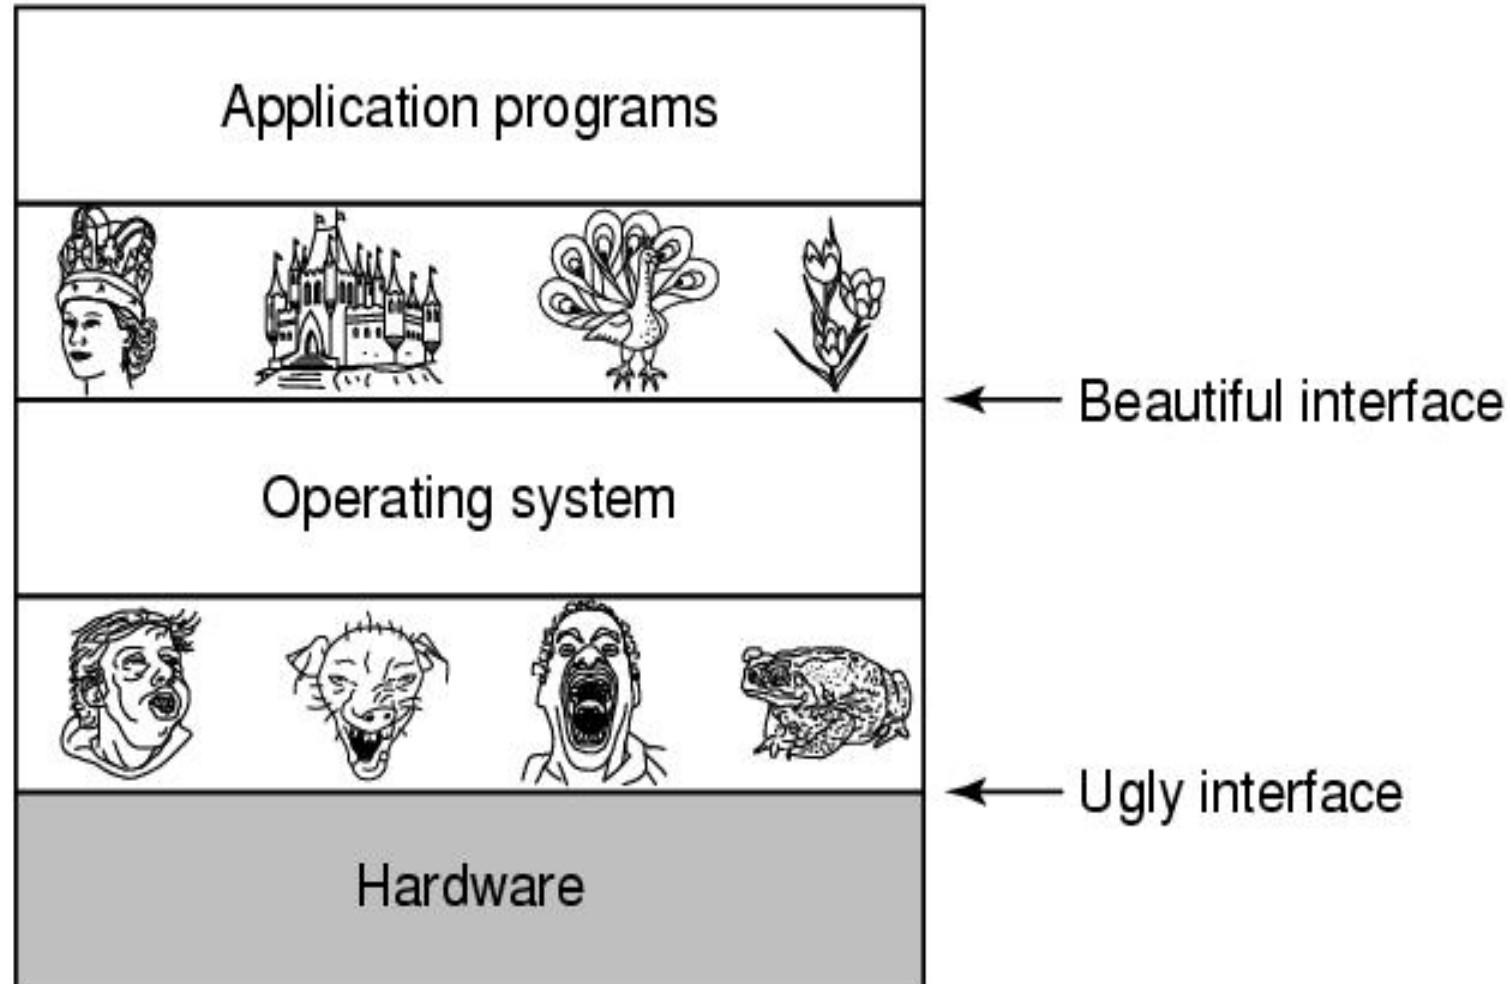 Application programs
Beautiful interface
Operating system
Ugly interface
Hardware